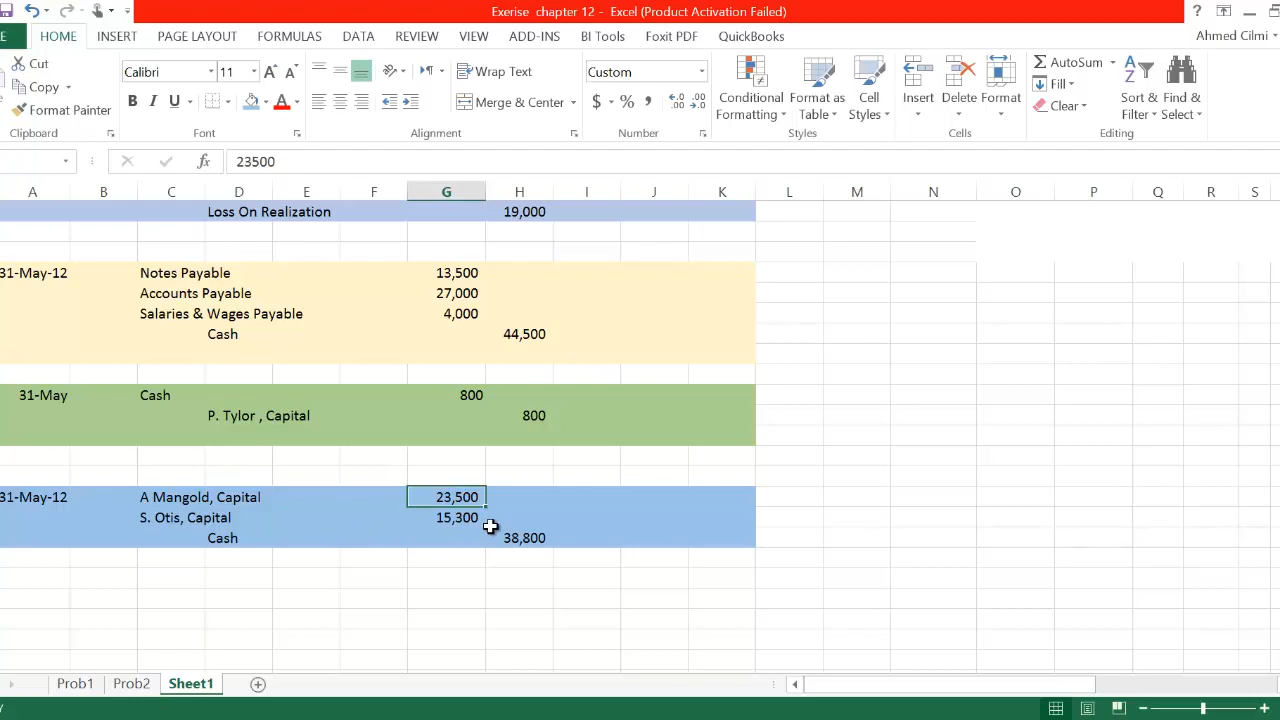 Exerise chapter 12 - Excel (Product Activation Failed)
?
E HOME INSERT PAGE LAYOUT FORMULAS DATA REVIEW VIEW ADD-INS BI Tools Foxit PDF QuickBooks Ahmed Cilmi
Cut
Copy
Format Painter
Clipboard
Calibri 11 A A
B I U A
Font
Wrap Text
Merge & Center
Alignment
Custom
$ % , .0 .00 .00 .0
Number
Conditional Formatting
Format as Table
Cell Styles
Styles
Insert Delete Format
Cells
AutoSum
Fill
Clear
Sort & Filter
Find & Select
Editing
fx 23500
A B C D E F G H I J K L M N O P Q R S
Loss On Realization 19,000
31-May-12 Notes Payable 13,500
Accounts Payable 27,000
Salaries & Wages Payable 4,000
Cash 44,500
31-May Cash 800
P. Tylor , Capital 800
31-May-12 A Mangold, Capital 23,500
S. Otis, Capital 15,300
Cash 38,800
Prob1 Prob2 Sheet1
Y